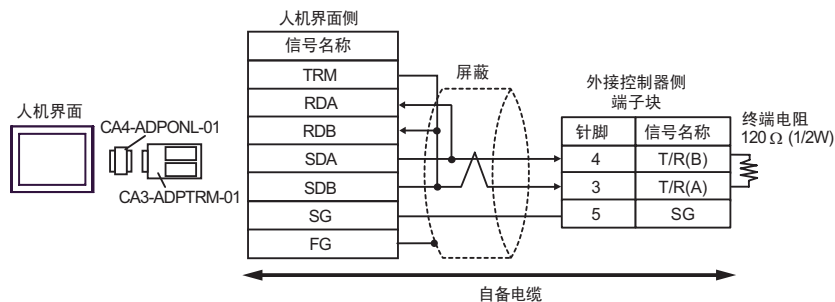 人机界面侧
信号名称
TRM
RDA
RDB
SDA
SDB
SG
FG
人机界面
CA4-ADPONL-01
CA3-ADPTRM-01
屏蔽
外接控制器侧
端子块
针脚 信号名称
4 T/R(B)
3 T/R(A)
5 SG
终端电阻
120 Ω (1/2W)
自备电缆